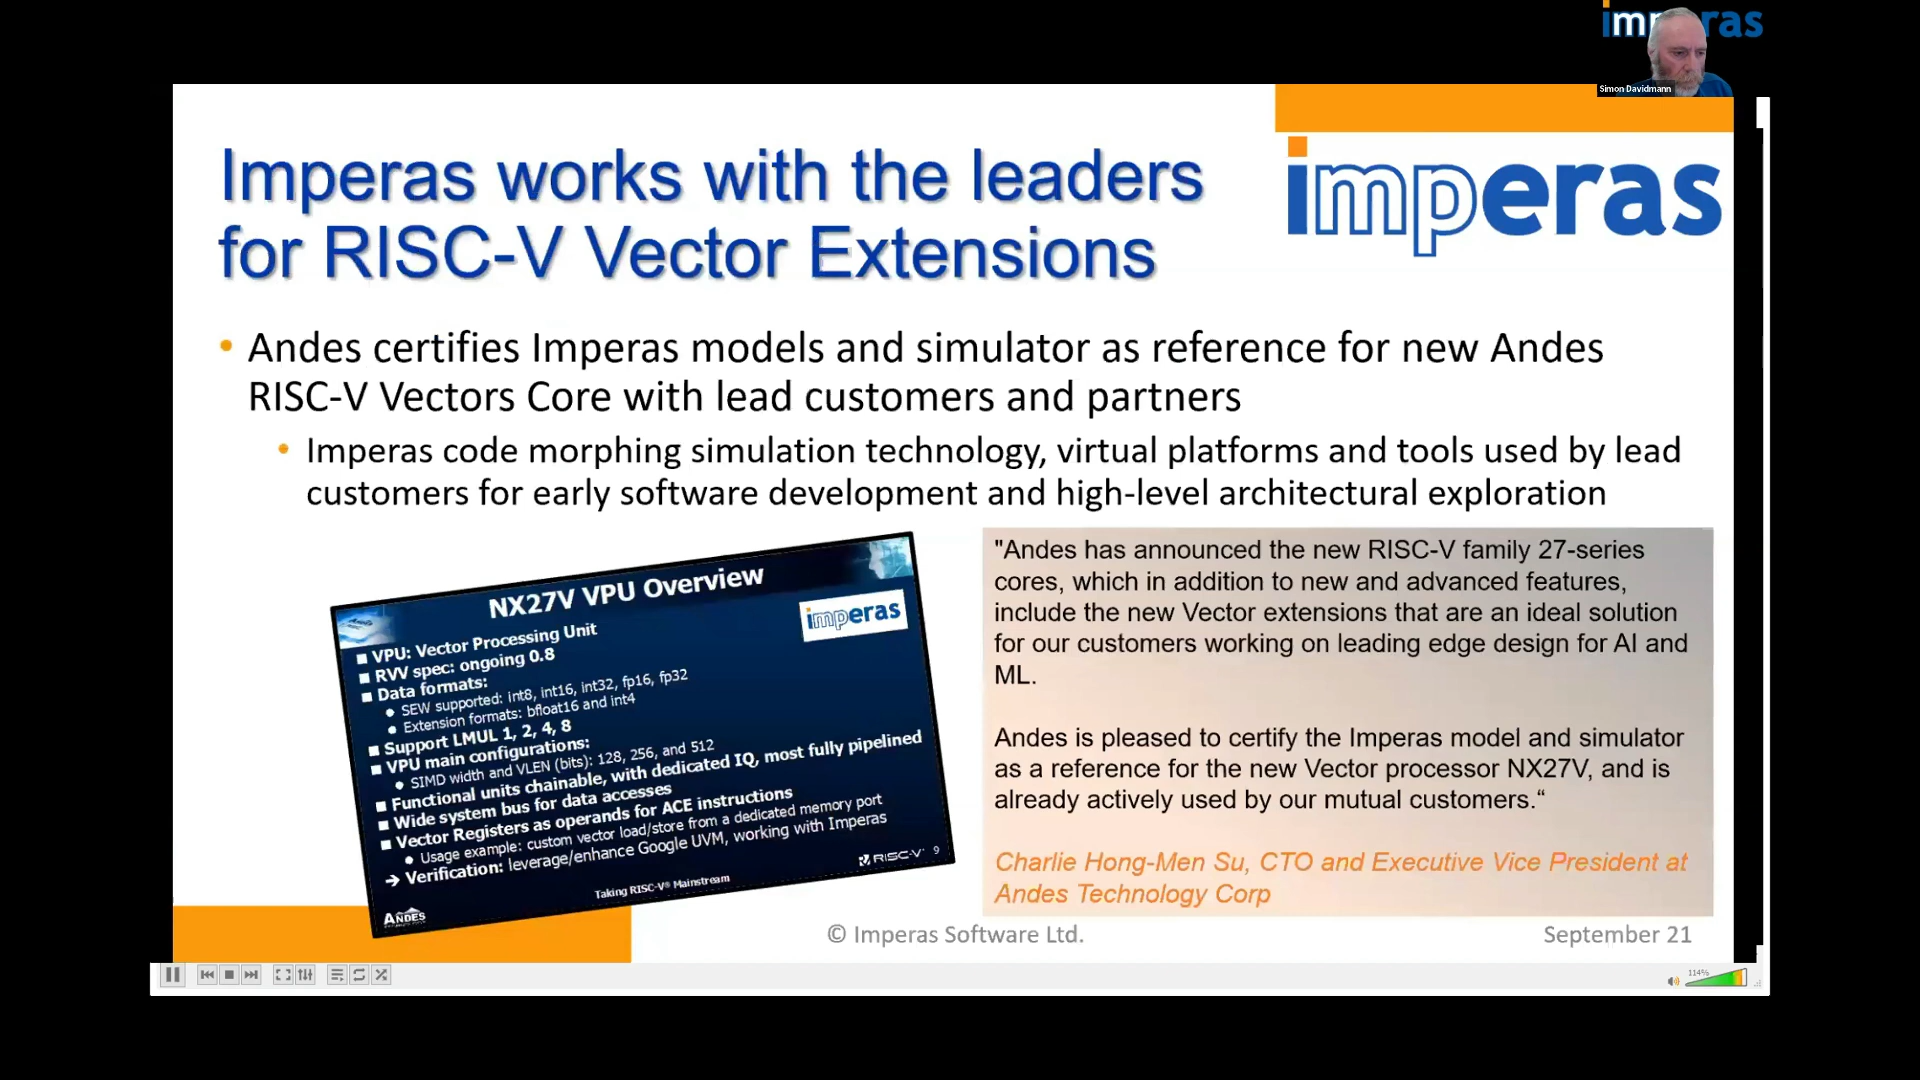 imperas
Simon Davidmann
Imperas works with the leaders
for RISC-V Vector Extensions
imperas
• Andes certifies Imperas models and simulator as reference for new Andes
RISC-V Vectors Core with lead customers and partners
• Imperas code morphing simulation technology, virtual platforms and tools used by lead
customers for early software development and high-level architectural exploration
NX27V VPU Overview
imperas
VPU: Vector Processing Unit
RVV spec: ongoing 0.8
Data formats:
SEW supported: int8, int16, int32, fp16, fp32
Extension formats: bfloat16 and int4
Support LMUL 1, 2, 4, 8
VPU main configurations:
SIMD width and VLEN (bits): 128, 256, and 512
Functional units chainable, with dedicated IQ, most fully pipelined
Wide system bus for data accesses
Vector Registers as operands for ACE instructions
Usage example: custom vector load/store from a dedicated memory port
→ Verification: leverage/enhance Google UVM, working with Imperas
RISC-V® 9
Taking RISC-V® Mainstream
ANDES
"Andes has announced the new RISC-V family 27-series
cores, which in addition to new and advanced features,
include the new Vector extensions that are an ideal solution
for our customers working on leading edge design for AI and
ML.
Andes is pleased to certify the Imperas model and simulator
as a reference for the new Vector processor NX27V, and is
already actively used by our mutual customers.“
Charlie Hong-Men Su, CTO and Executive Vice President at
Andes Technology Corp
© Imperas Software Ltd.
September 21
114%